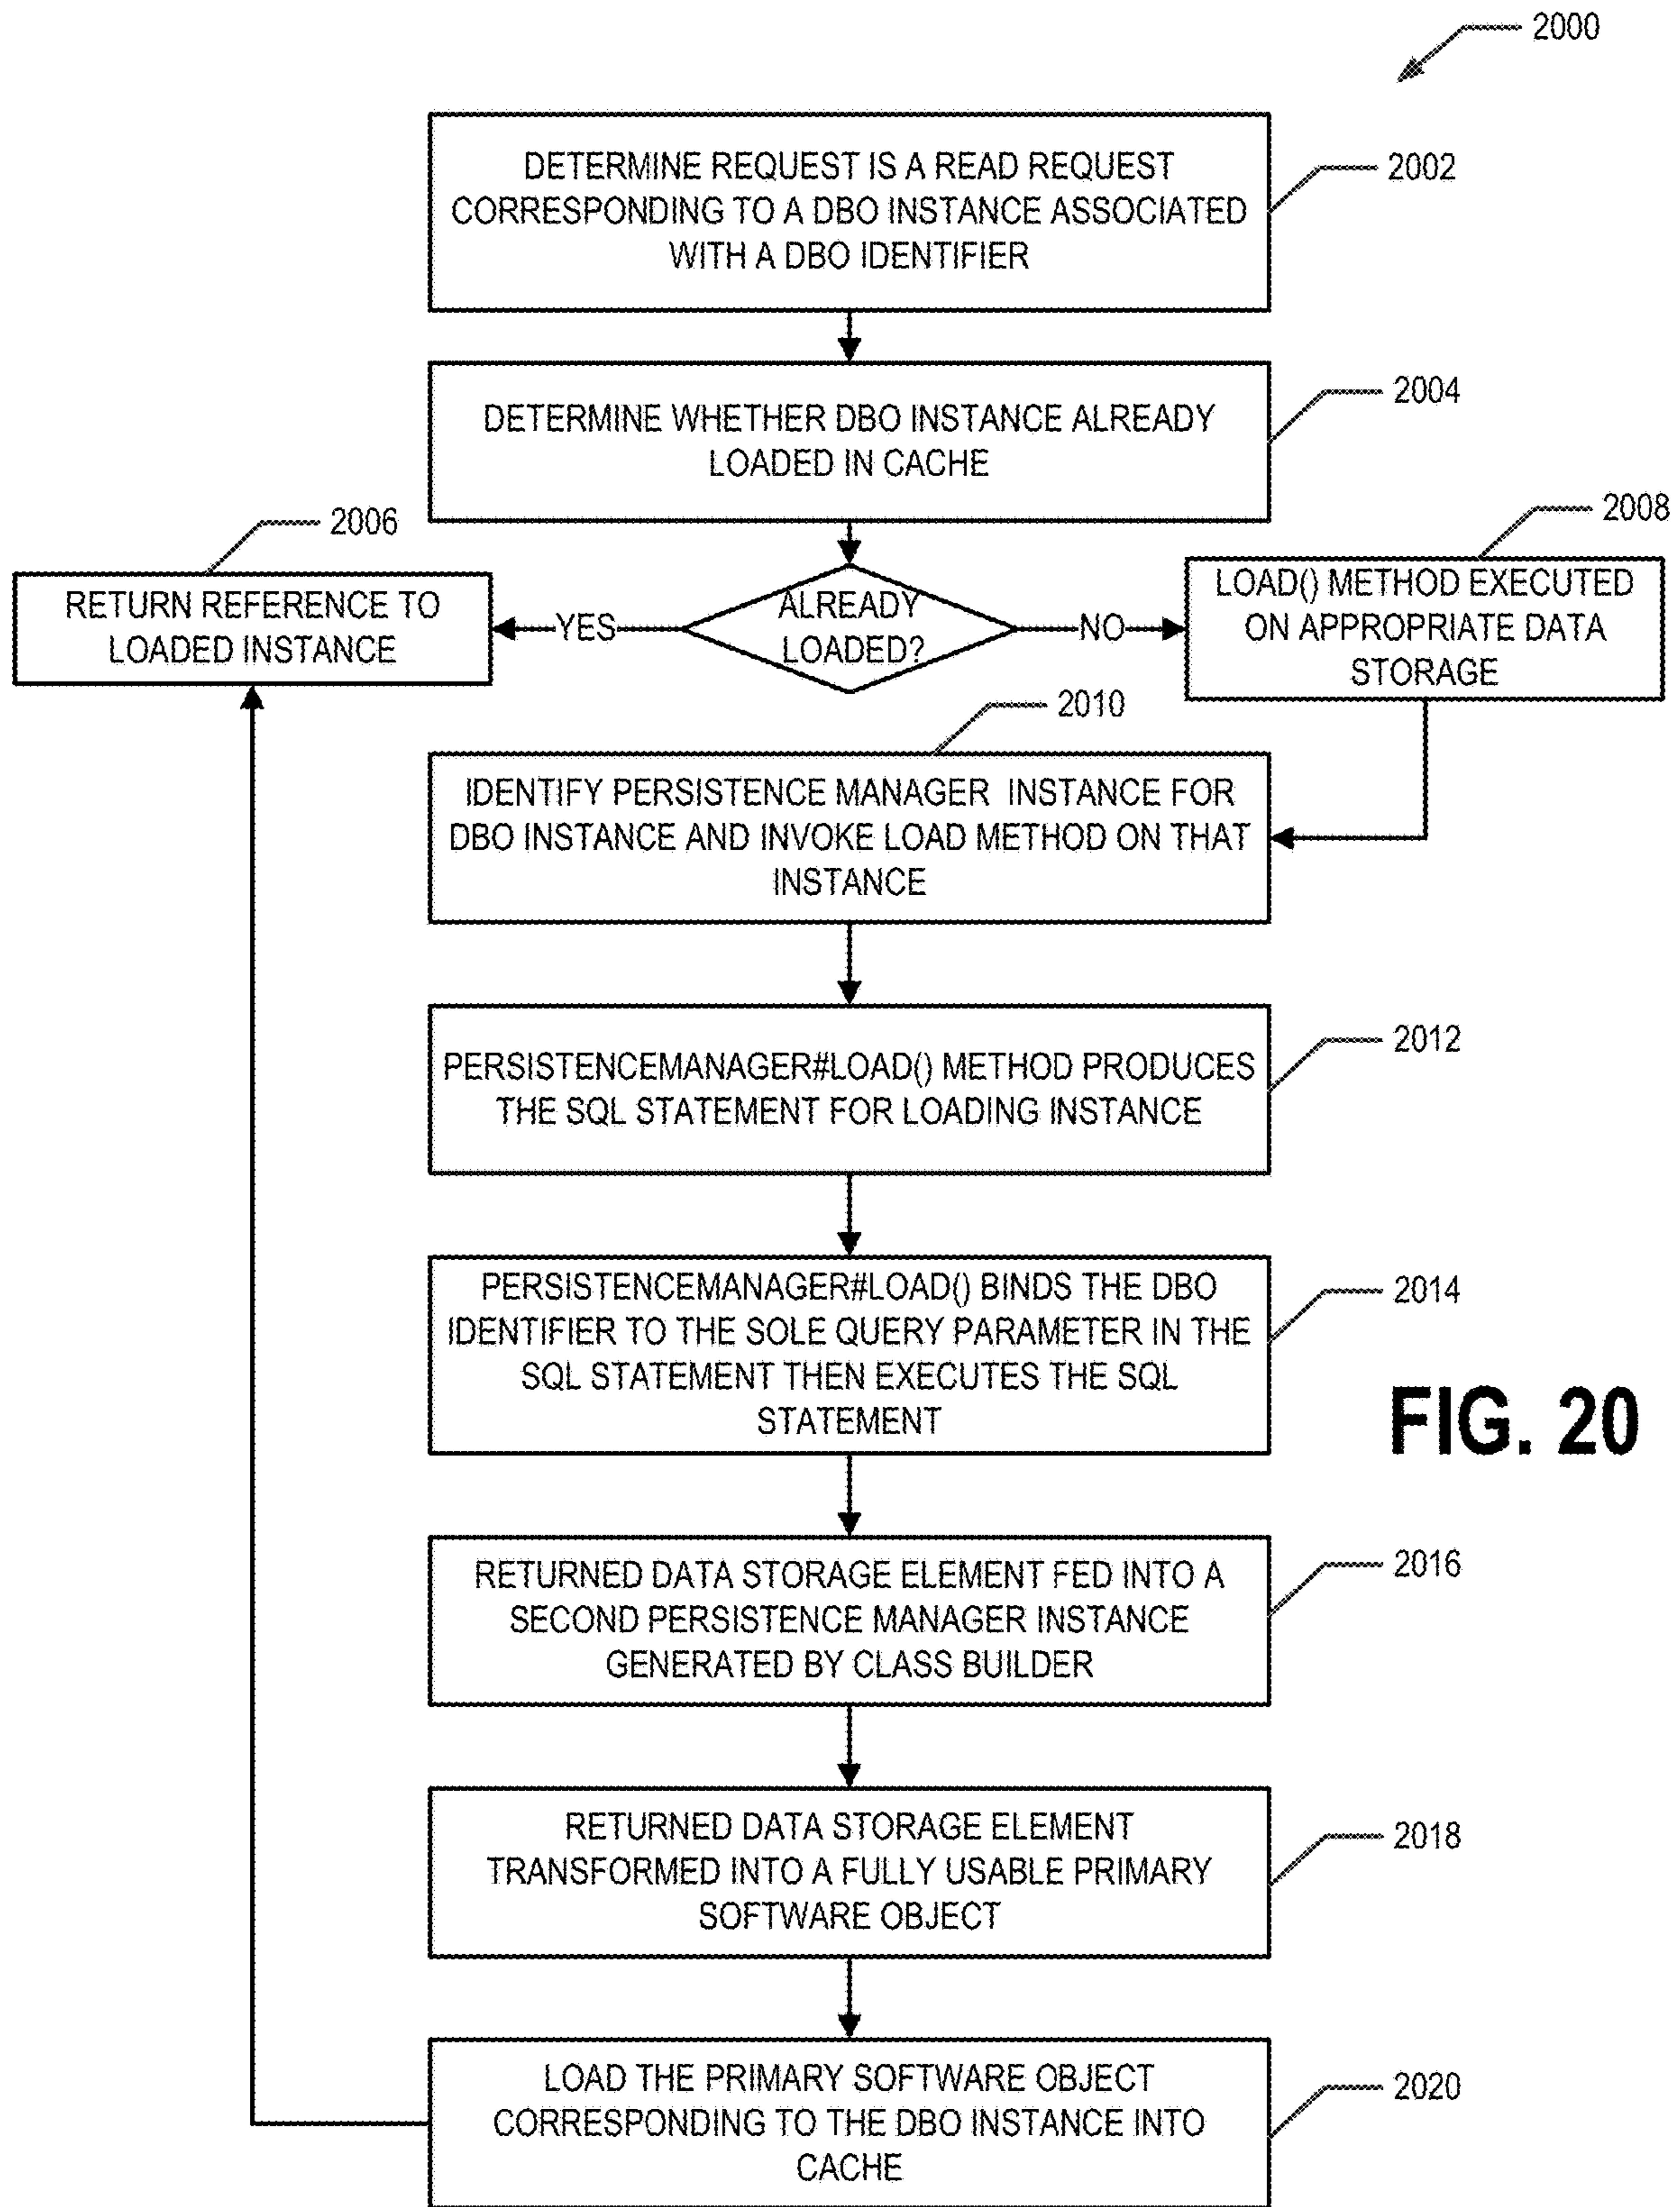 2000
DETERMINE REQUEST IS A READ REQUEST
CORRESPONDING TO A DBO INSTANCE ASSOCIATED
WITH A DBO IDENTIFIER
2002
DETERMINE WHETHER DBO INSTANCE ALREADY
LOADED IN CACHE
2004
2006
RETURN REFERENCE TO
LOADED INSTANCE
YES
ALREADY
LOADED?
NO
2008
LOAD() METHOD EXECUTED
ON APPROPRIATE DATA
STORAGE
2010
IDENTIFY PERSISTENCE MANAGER INSTANCE FOR
DBO INSTANCE AND INVOKE LOAD METHOD ON THAT
INSTANCE
PERSISTENCEMANAGER#LOAD() METHOD PRODUCES
THE SQL STATEMENT FOR LOADING INSTANCE
2012
PERSISTENCEMANAGER#LOAD() BINDS THE DBO
IDENTIFIER TO THE SOLE QUERY PARAMETER IN THE
SQL STATEMENT THEN EXECUTES THE SQL
STATEMENT
2014
FIG. 20
RETURNED DATA STORAGE ELEMENT FED INTO A
SECOND PERSISTENCE MANAGER INSTANCE
GENERATED BY CLASS BUILDER
2016
RETURNED DATA STORAGE ELEMENT
TRANSFORMED INTO A FULLY USABLE PRIMARY
SOFTWARE OBJECT
2018
LOAD THE PRIMARY SOFTWARE OBJECT
CORRESPONDING TO THE DBO INSTANCE INTO
CACHE
2020